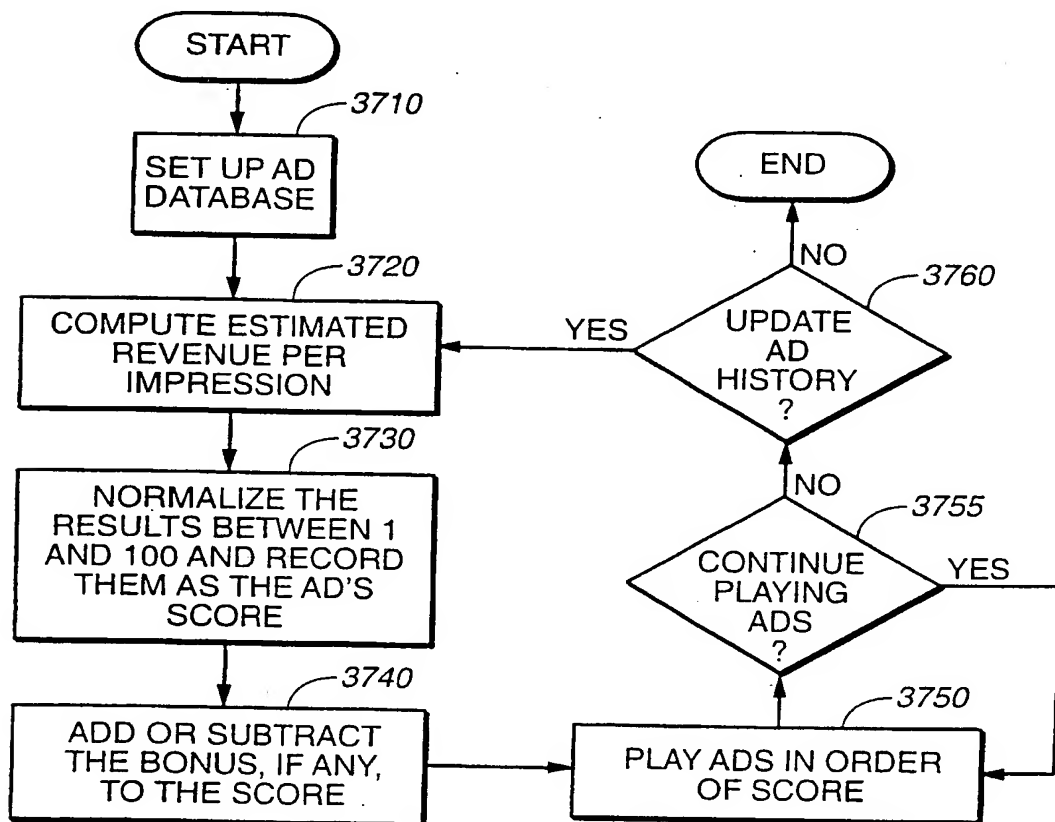 START
3710
SET UP AD
DATABASE
3720
COMPUTE ESTIMATED
REVENUE PER
IMPRESSION
3730
NORMALIZE THE
RESULTS BETWEEN 1
AND 100 AND RECORD
THEM AS THE AD'S
SCORE
3740
ADD OR SUBTRACT
THE BONUS, IF ANY,
TO THE SCORE
3750
PLAY ADS IN ORDER
OF SCORE
3755
CONTINUE
PLAYING
ADS
?
YES
NO
3760
UPDATE
AD
HISTORY
?
YES
NO
END